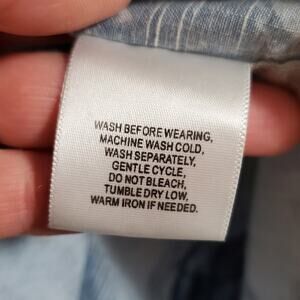 WASH BEFORE WEARING,
MACHINE WASH COLD,
WASH SEPARATELY,
GENTLE CYCLE,
DO NOT BLEACH,
TUMBLE DRY LOW,
WARM IRON IF NEEDED.